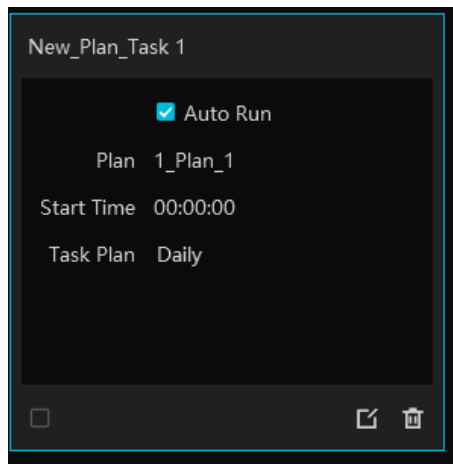 New_Plan_Task 1
Auto Run
Plan 1_Plan_1
Start Time 00:00:00
Task Plan Daily